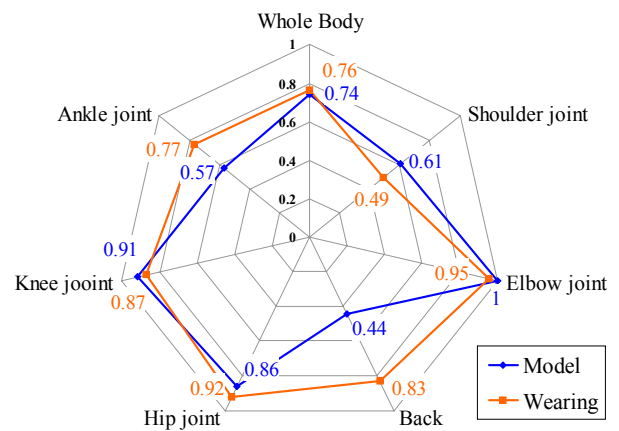 Whole Body
1
0.76
0.8
0.74
Ankle joint
Shoulder joint
0.6
0.77
0.57
0.61
0.4
0.49
0.2
0
0.91
0.95
Knee jooint
Elbow joint
0.87
1
0.44
0.86
0.92
0.83
Hip joint
Back
Model
Wearing